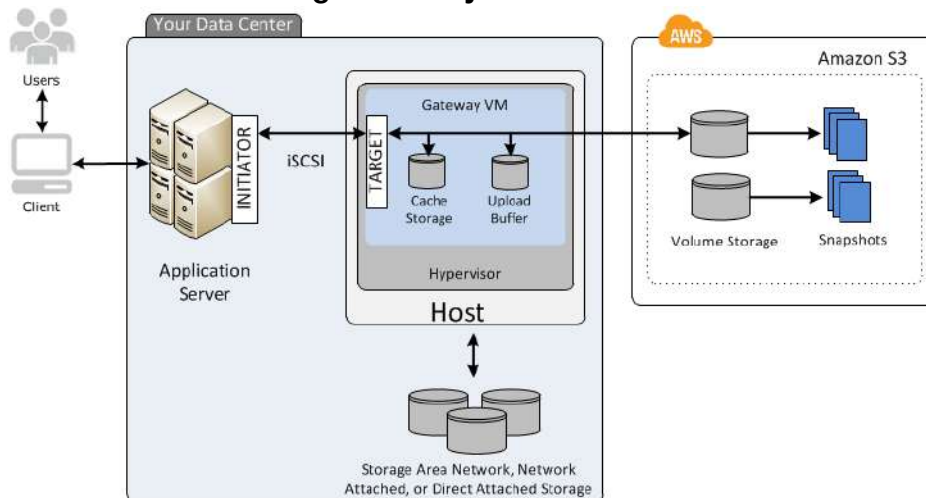 Your Data Center
AWS
Amazon S3
Users
Client
INITIATOR
iSCSI
TARGET
Gateway VM
Cache
Storage
Upload
Buffer
Volume Storage
Snapshots
Application
Server
Hypervisor
Host
Storage Area Network, Network
Attached, or Direct Attached Storage